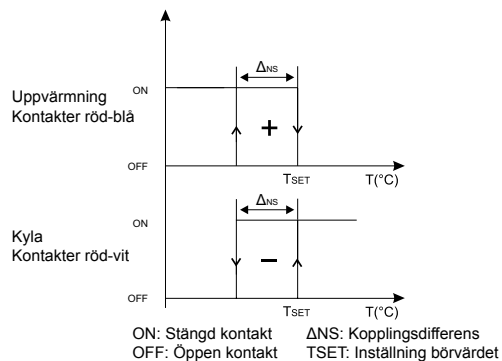 ΔNS
ON
Uppvärmning
Kontakter röd-blå
+
OFF
TSET
T(°C)
ΔNS
ON
Kyla
Kontakter röd-vit
−
OFF
TSET
T(°C)
ON: Stängd kontakt ΔNS: Kopplingsdifferens
OFF: Öppen kontakt TSET: Inställning börvärdet